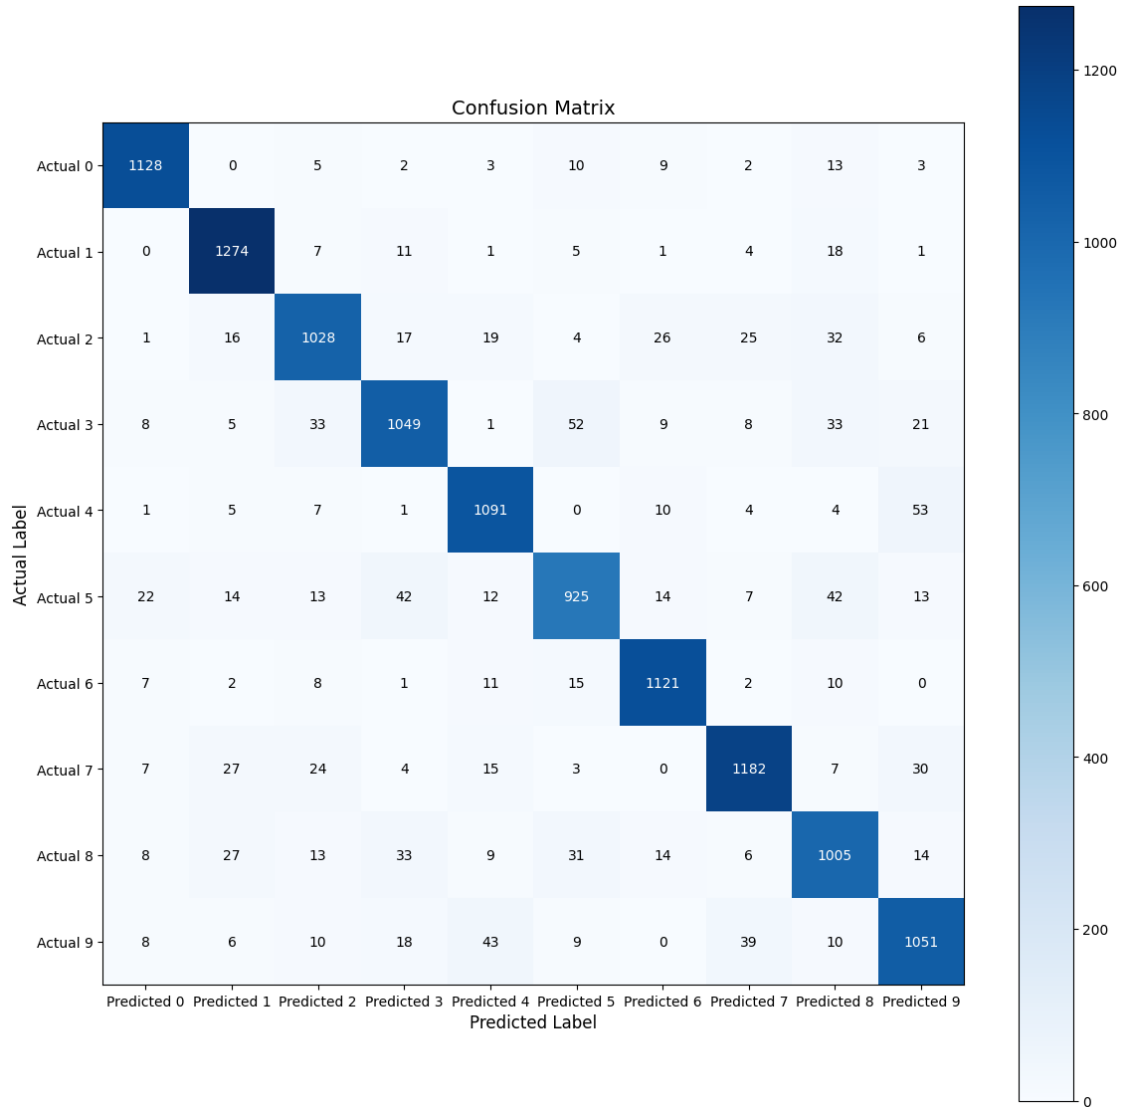 Confusion Matrix
Actual 0 1128 0 5 2 3 10 9 2 13 3
Actual 1 0 1274 7 11 1 5 1 4 18 1
Actual 2 1 16 1028 17 19 4 26 25 32 6
Actual 3 8 5 33 1049 1 52 9 8 33 21
Actual 4 1 5 7 1 1091 0 10 4 4 53
Actual 5 22 14 13 42 12 925 14 7 42 13
Actual 6 7 2 8 1 11 15 1121 2 10 0
Actual 7 7 27 24 4 15 3 0 1182 7 30
Actual 8 8 27 13 33 9 31 14 6 1005 14
Actual 9 8 6 10 18 43 9 0 39 10 1051
Predicted 0 Predicted 1 Predicted 2 Predicted 3 Predicted 4 Predicted 5 Predicted 6 Predicted 7 Predicted 8 Predicted 9
Predicted Label
Actual Label
1200
1000
800
600
400
200
0